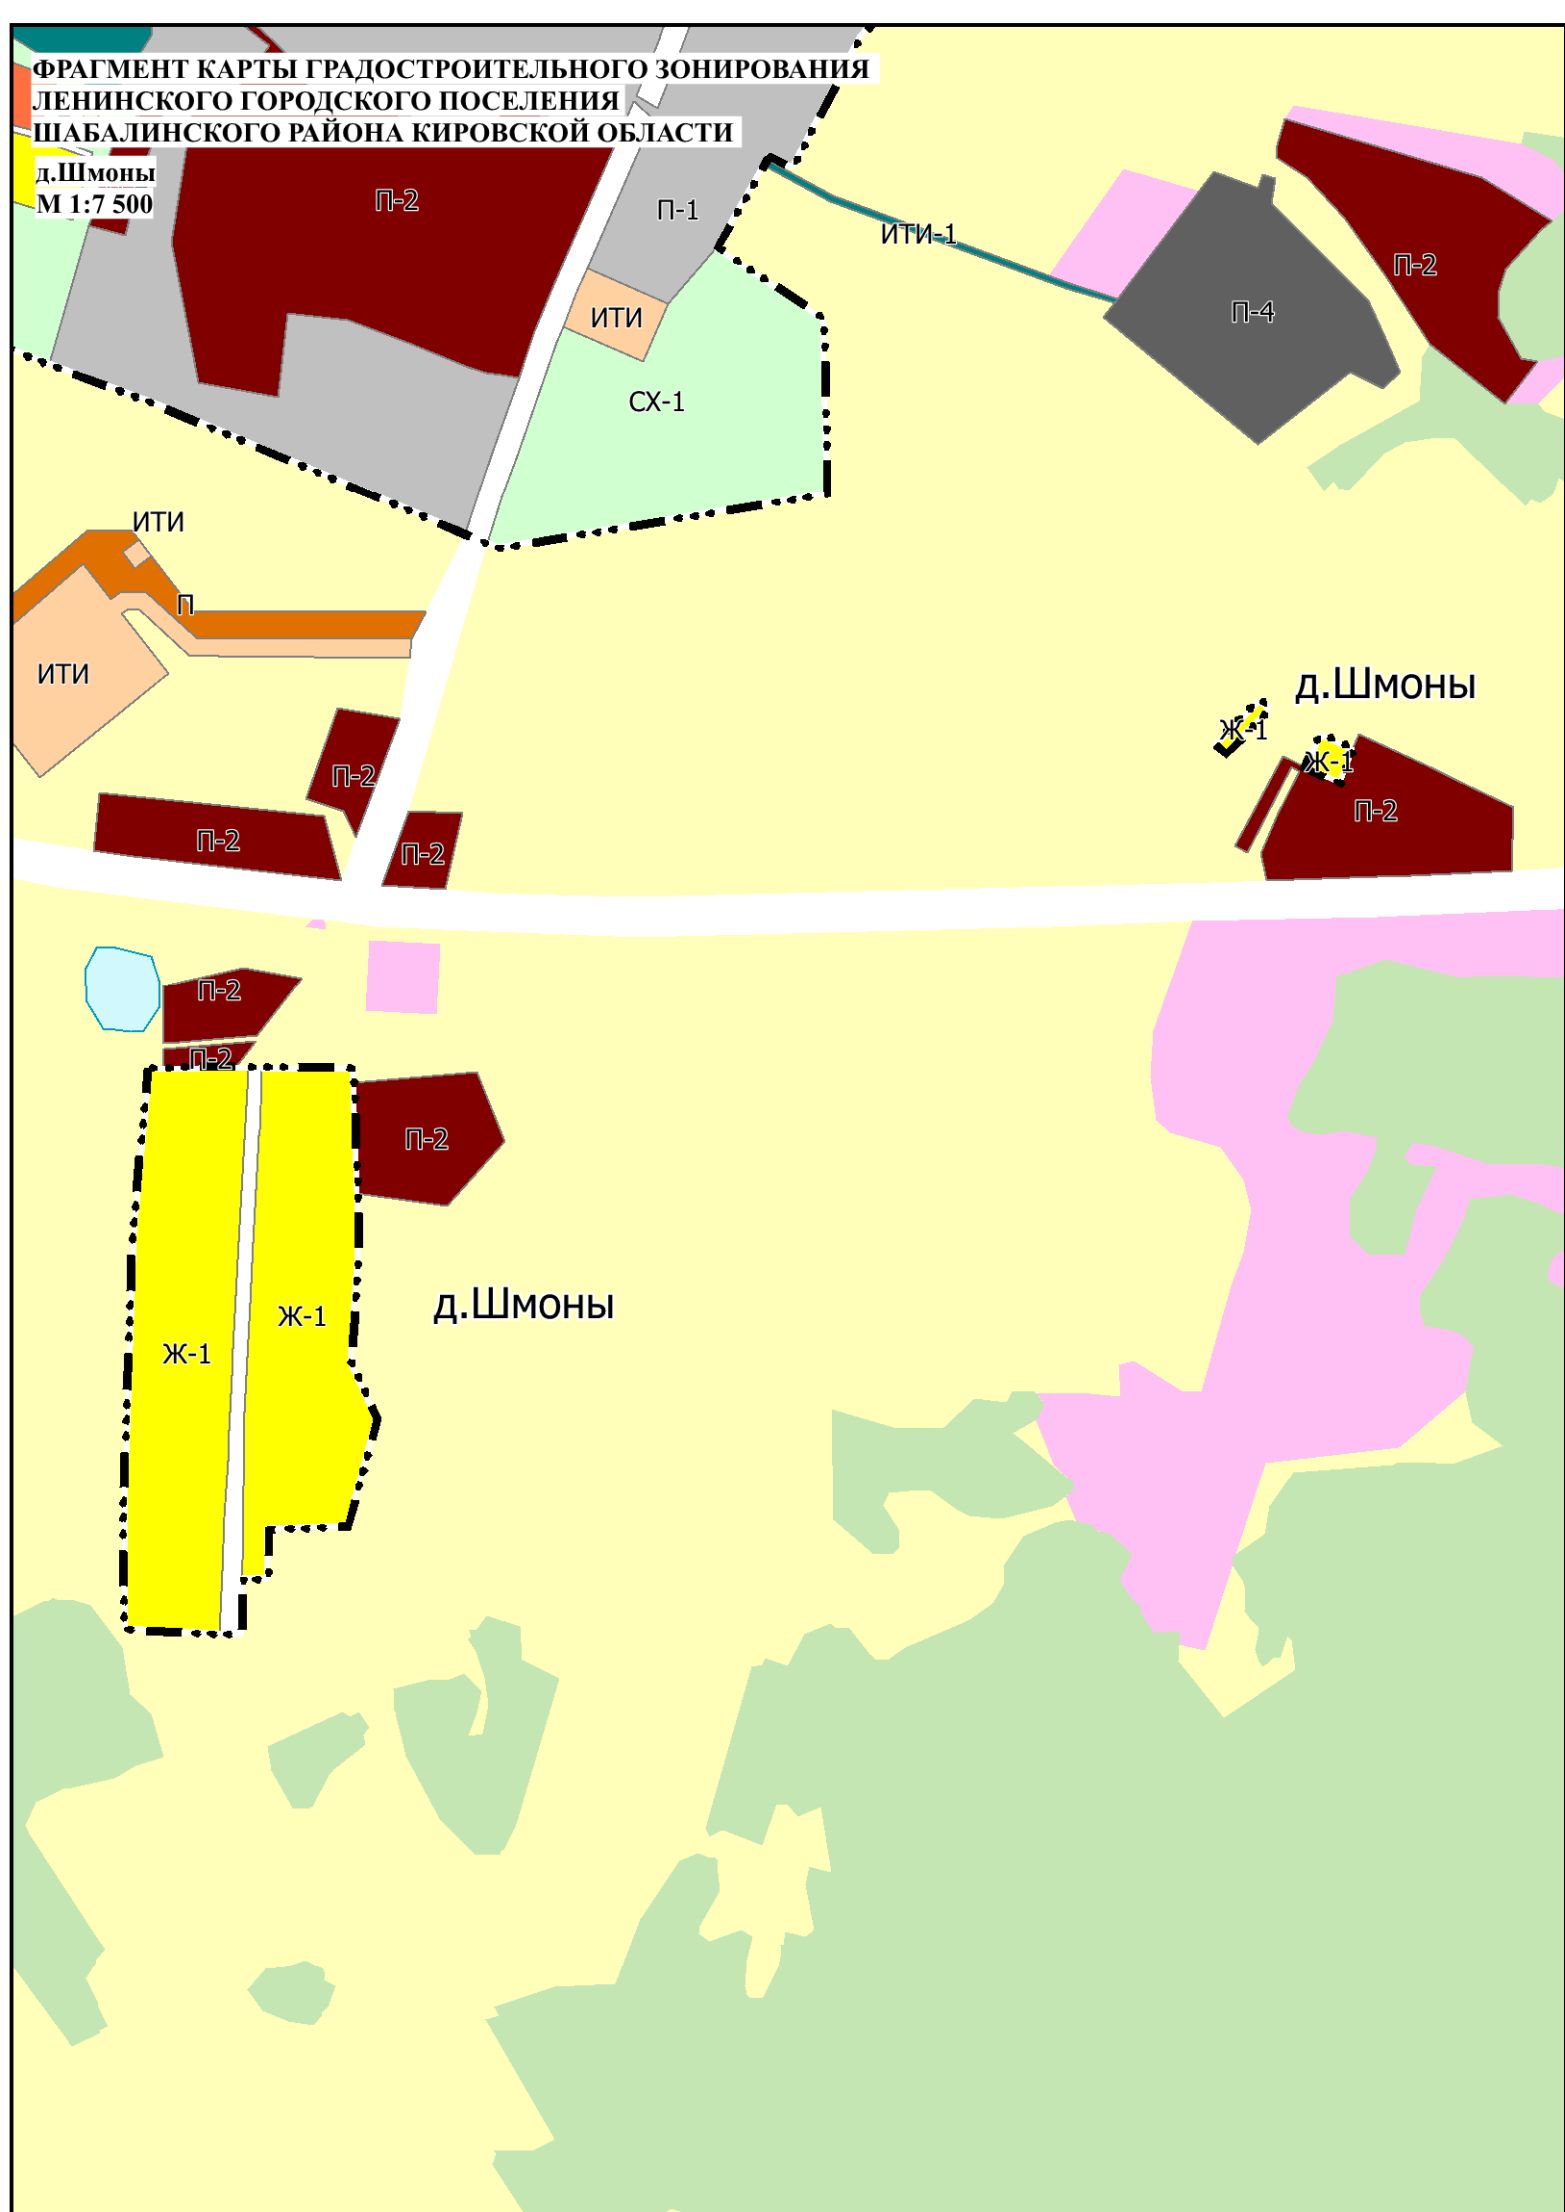 ФРАГМЕНТ КАРТЫ ГРАДОСТРОИТЕЛЬНОГО ЗОНИРОВАНИЯ
ЛЕНИНСКОГО ГОРОДСКОГО ПОСЕЛЕНИЯ
ШАБАЛИНСКОГО РАЙОНА КИРОВСКОЙ ОБЛАСТИ
д.Шмоны
М 1:7 500
П-2
П-1
ИТИ-1
П-2
П-4
ИТИ
СХ-1
ИТИ
П
ИТИ
д.Шмоны
Ж-1
Ж-1
П-2
П-2
П-2
П-2
П-2
П-2
П-2
д.Шмоны
Ж-1
Ж-1